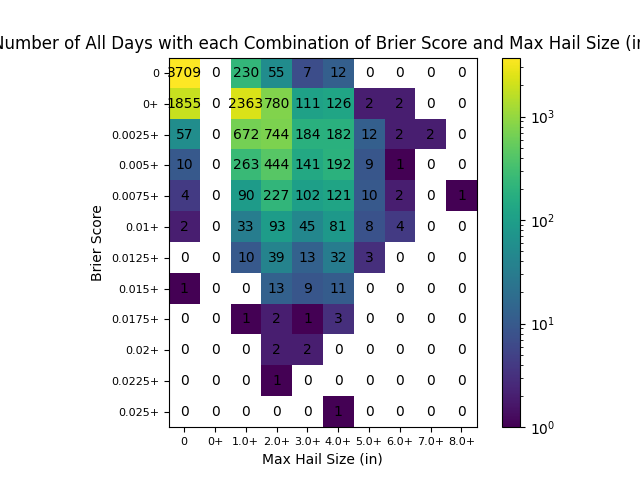 Number of All Days with each Combination of Brier Score and Max Hail Size (in
0 3709 0 230 55 7 12 0 0 0 0
0+ 1855 0 2363 780 111 126 2 2 0 0
0.0025+ 57 0 672 744 184 182 12 2 2 0
0.005+ 10 0 263 444 141 192 9 1 0 0
0.0075+ 4 0 90 227 102 121 10 2 0 1
0.01+ 2 0 33 93 45 81 8 4 0 0
0.0125+ 0 0 10 39 13 32 3 0 0 0
0.015+ 1 0 0 13 9 11 0 0 0 0
0.0175+ 0 0 1 2 1 3 0 0 0 0
0.02+ 0 0 0 2 2 0 0 0 0 0
0.0225+ 0 0 0 1 0 0 0 0 0 0
0.025+ 0 0 0 0 0 1 0 0 0 0
0 0+ 1.0+ 2.0+ 3.0+ 4.0+ 5.0+ 6.0+ 7.0+ 8.0+
Max Hail Size (in)
Brier Score
10³
10²
10¹
10⁰